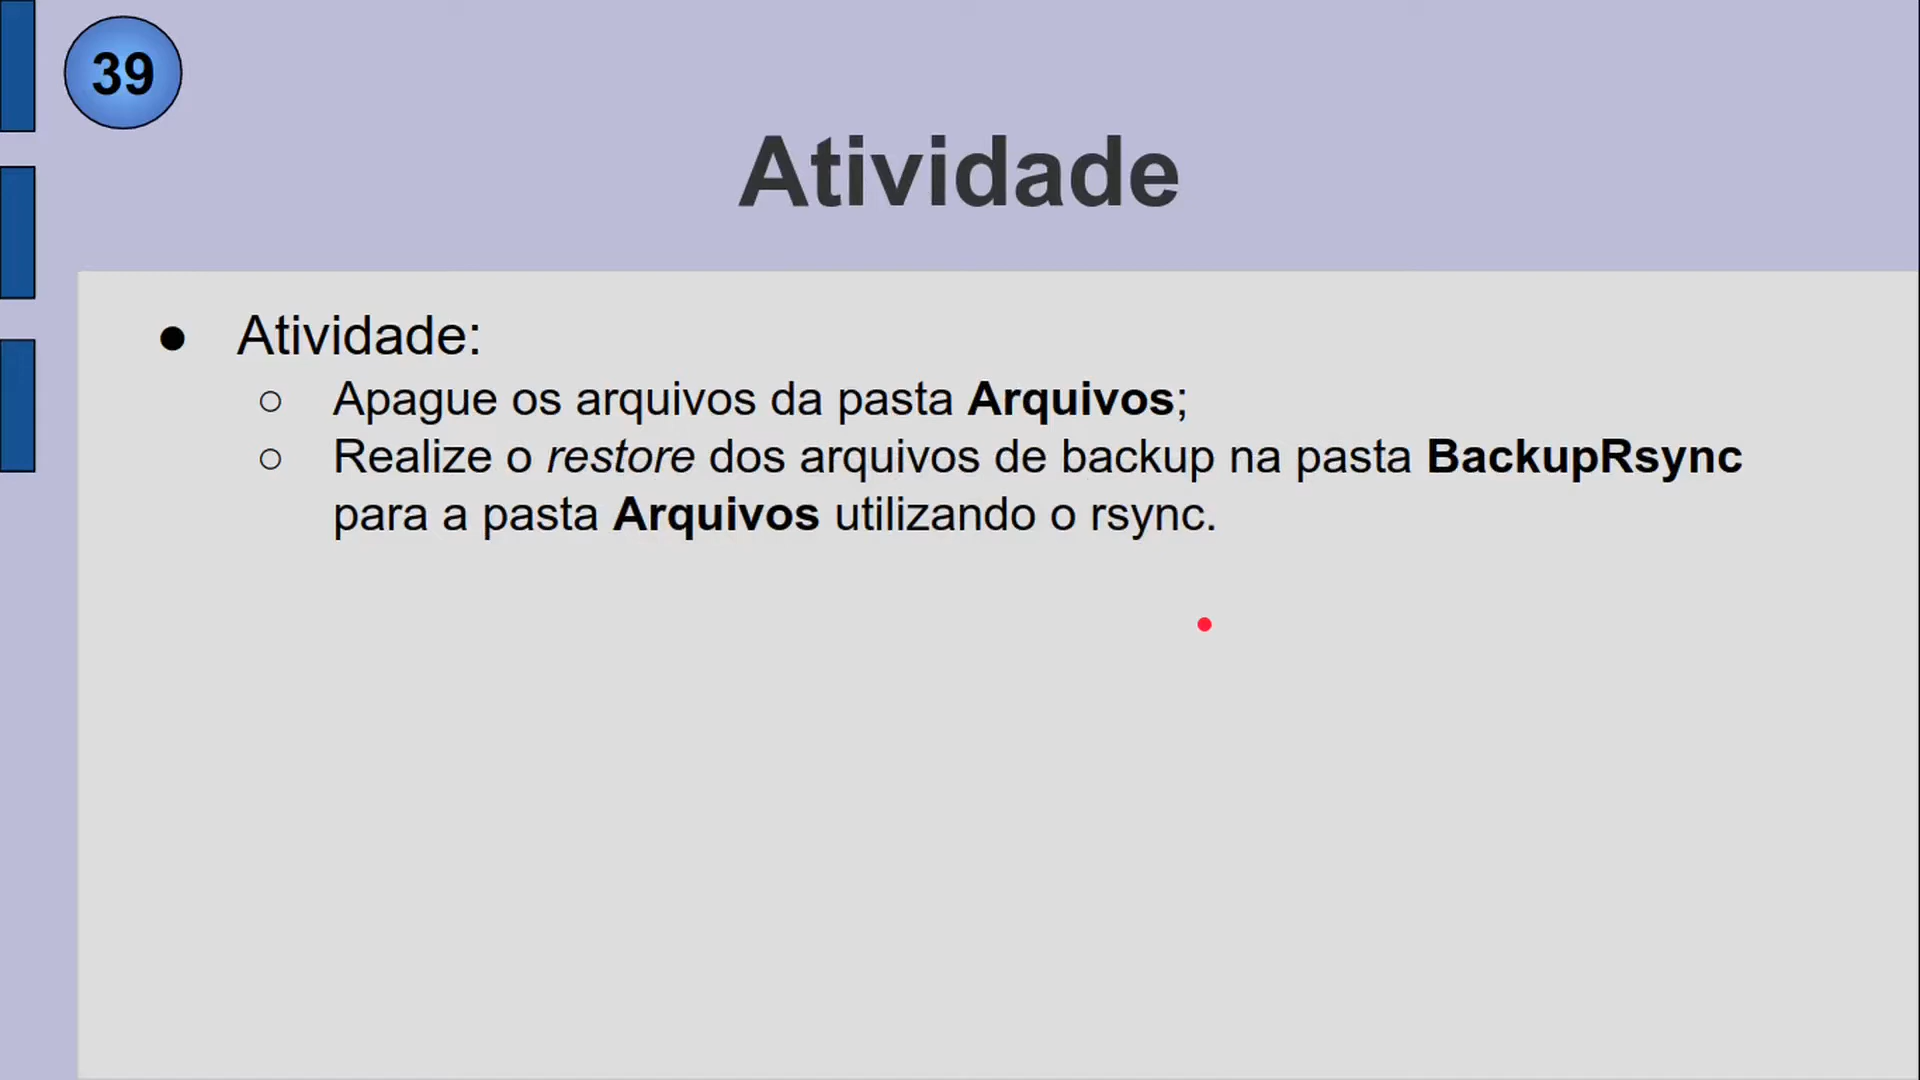 39
Atividade
● Atividade:
○ Apague os arquivos da pasta Arquivos;
○ Realize o restore dos arquivos de backup na pasta BackupRsync
para a pasta Arquivos utilizando o rsync.